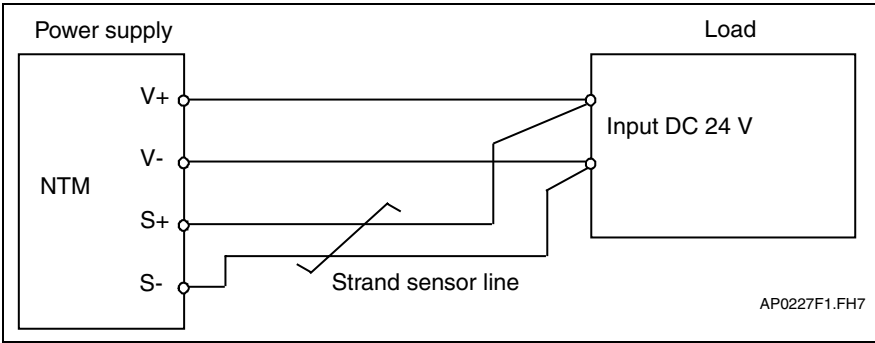 Power supply
Load
V+
Input DC 24 V
V-
NTM
S+
S-
Strand sensor line
AP0227F1.FH7